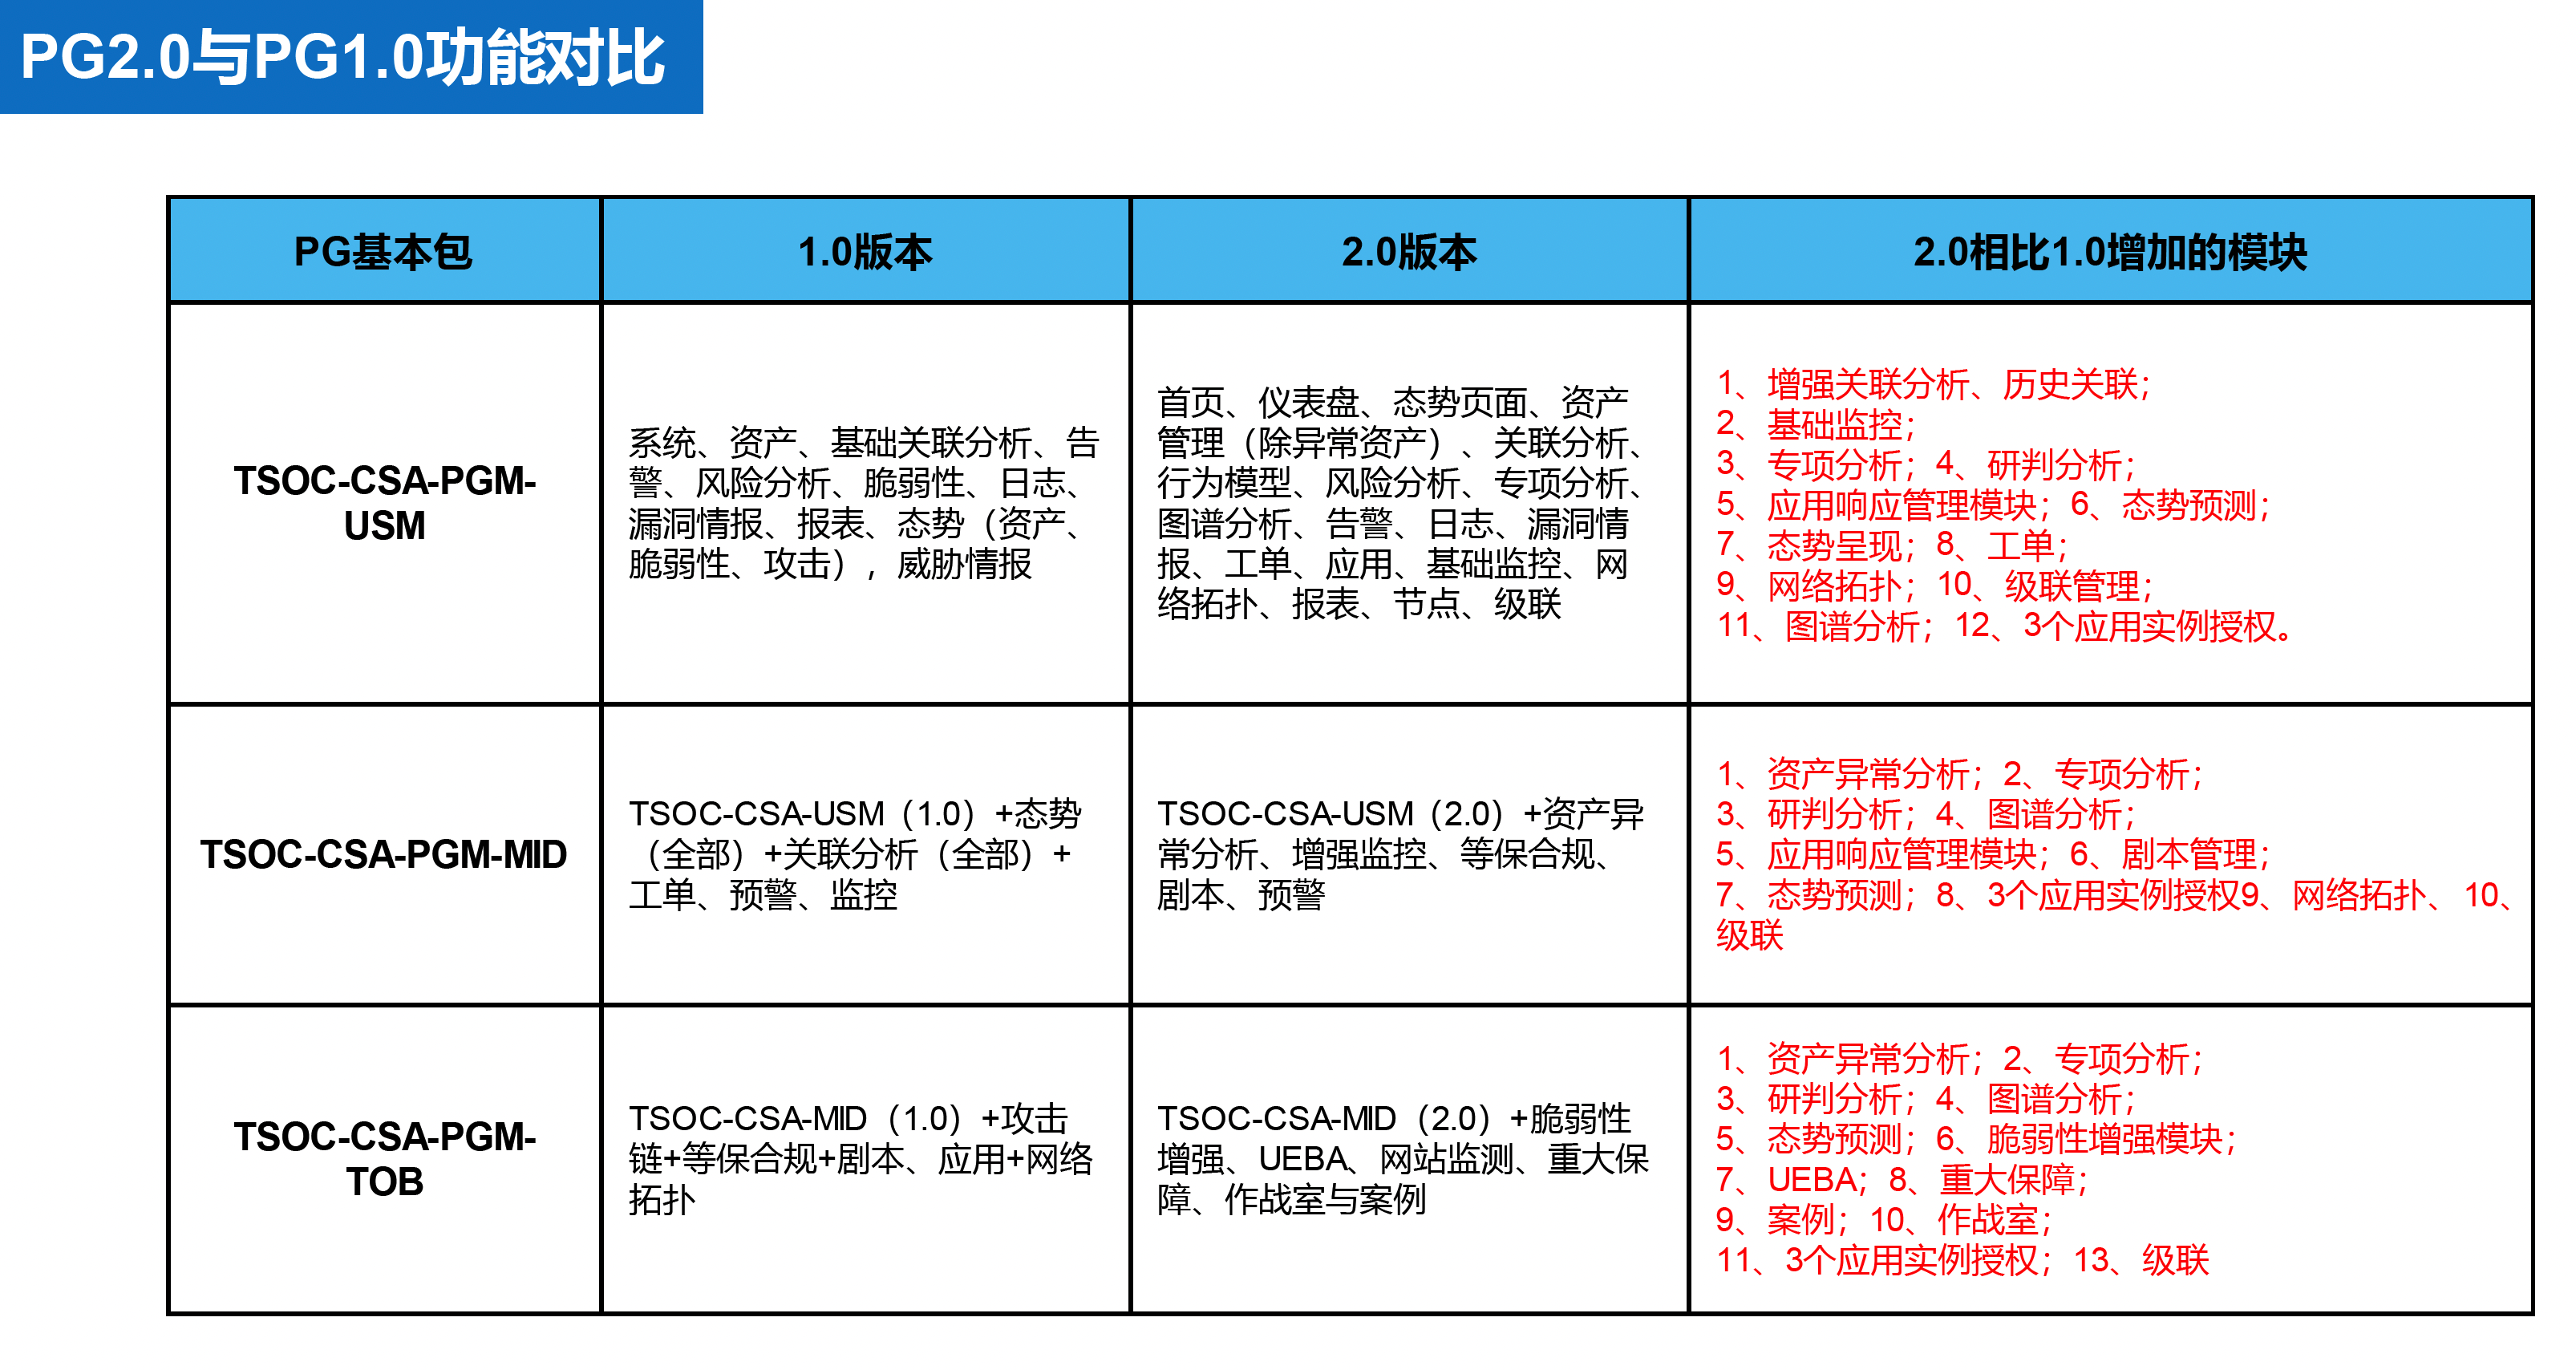 PG2.0与PG1.0功能对比
PG基本包
1.0版本
2.0版本
2.0相比1.0增加的模块
TSOC-CSA-PGM-
USM
系统、资产、基础关联分析、告
警、风险分析、脆弱性、日志、
漏洞情报、报表、态势（资产、
脆弱性、攻击），威胁情报
首页、仪表盘、态势页面、资产
管理（除异常资产）、关联分析、
行为模型、风险分析、专项分析、
图谱分析、告警、日志、漏洞情
报、工单、应用、基础监控、网
络拓扑、报表、节点、级联
1、增强关联分析、历史关联；
2、基础监控；
3、专项分析；4、研判分析；
5、应用响应管理模块；6、态势预测；
7、态势呈现；8、工单；
9、网络拓扑；10、级联管理；
11、图谱分析；12、3个应用实例授权。
TSOC-CSA-PGM-MID
TSOC-CSA-USM（1.0）+态势
（全部）+关联分析（全部）+
工单、预警、监控
TSOC-CSA-USM（2.0）+资产异
常分析、增强监控、等保合规、
剧本、预警
1、资产异常分析；2、专项分析；
3、研判分析；4、图谱分析；
5、应用响应管理模块；6、剧本管理；
7、态势预测；8、3个应用实例授权9、网络拓扑、 10、
级联
TSOC-CSA-PGM-
TOB
TSOC-CSA-MID（1.0）+攻击
链+等保合规+剧本、应用+网络
拓扑
TSOC-CSA-MID（2.0）+脆弱性
增强、UEBA、网站监测、重大保
障、作战室与案例
1、资产异常分析；2、专项分析；
3、研判分析；4、图谱分析；
5、态势预测；6、脆弱性增强模块；
7、UEBA；8、重大保障；
9、案例；10、作战室；
11、3个应用实例授权；13、级联